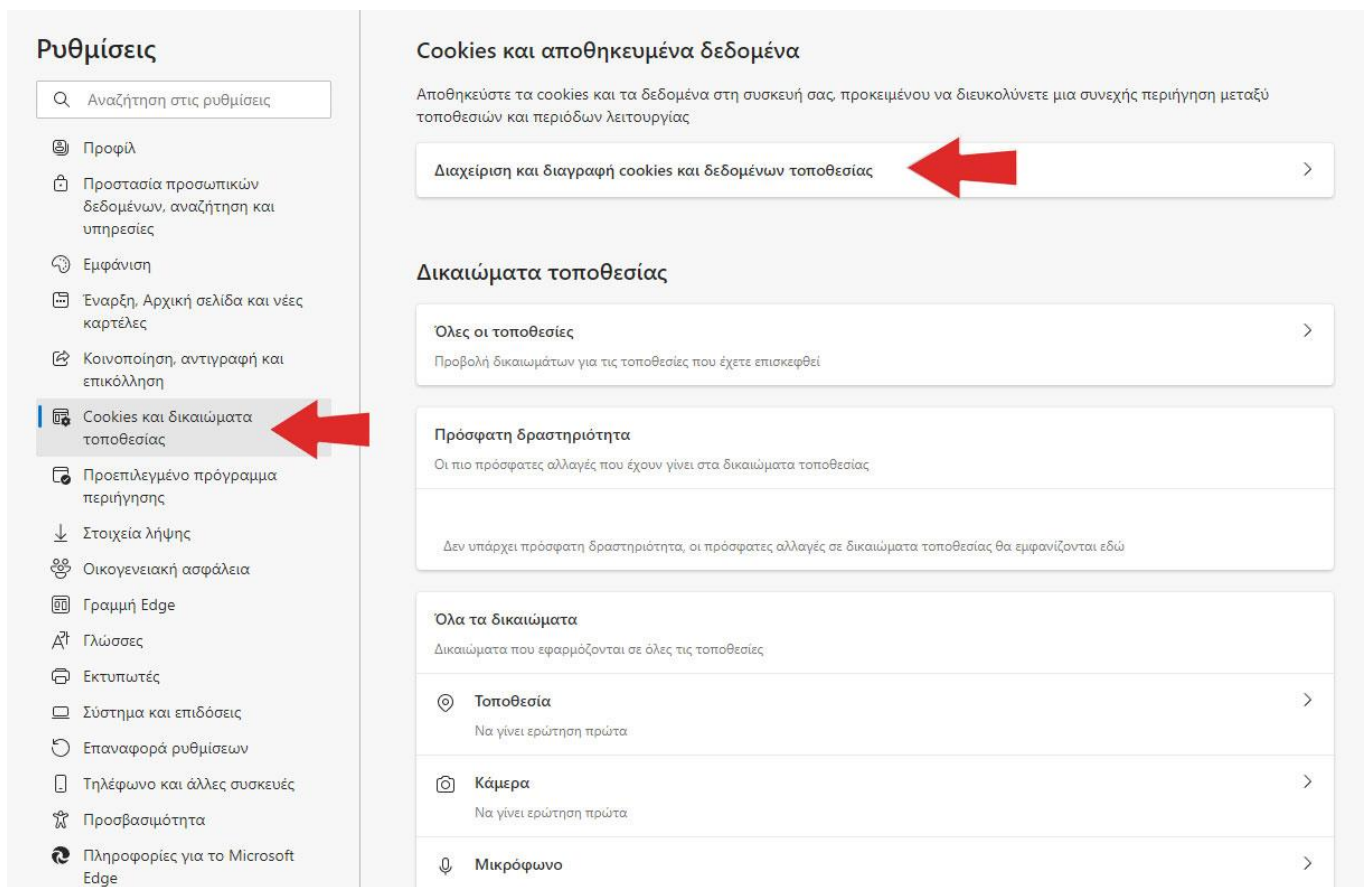 Ρυθμίσεις
Αναζήτηση στις ρυθμίσεις
Προφίλ
Προστασία προσωπικών
δεδομένων, αναζήτηση και
υπηρεσίες
Εμφάνιση
Έναρξη, Αρχική σελίδα και νέες
καρτέλες
Κοινοποίηση, αντιγραφή και
επικόλληση
Cookies και δικαιώματα
τοποθεσίας
Προεπιλεγμένο πρόγραμμα
περιήγησης
Στοιχεία λήψης
Οικογενειακή ασφάλεια
Γραμμή Edge
Γλώσσες
Εκτυπωτές
Σύστημα και επιδόσεις
Επαναφορά ρυθμίσεων
Τηλέφωνο και άλλες συσκευές
Προσβασιμότητα
Πληροφορίες για το Microsoft
Edge
Cookies και αποθηκευμένα δεδομένα
Αποθηκεύστε τα cookies και τα δεδομένα στη συσκευή σας, προκειμένου να διευκολύνετε μια συνεχής περιήγηση μεταξύ
τοποθεσιών και περιόδων λειτουργίας
Διαχείριση και διαγραφή cookies και δεδομένων τοποθεσίας
Δικαιώματα τοποθεσίας
Όλες οι τοποθεσίες
Προβολή δικαιωμάτων για τις τοποθεσίες που έχετε επισκεφθεί
Πρόσφατη δραστηριότητα
Οι πιο πρόσφατες αλλαγές που έχουν γίνει στα δικαιώματα τοποθεσίας
Δεν υπάρχει πρόσφατη δραστηριότητα, οι πρόσφατες αλλαγές σε δικαιώματα τοποθεσίας θα εμφανίζονται εδώ
Όλα τα δικαιώματα
Δικαιώματα που εφαρμόζονται σε όλες τις τοποθεσίες
Τοποθεσία
Να γίνει ερώτηση πρώτα
Κάμερα
Να γίνει ερώτηση πρώτα
Μικρόφωνο